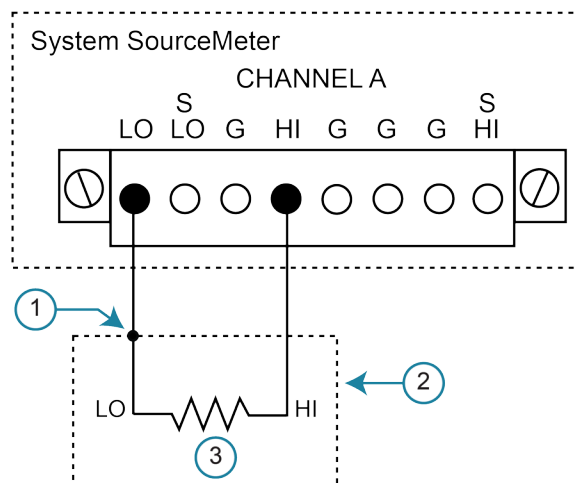 System SourceMeter
CHANNEL A
S S
LO LO G HI G G G HI
1
2
LO HI
3